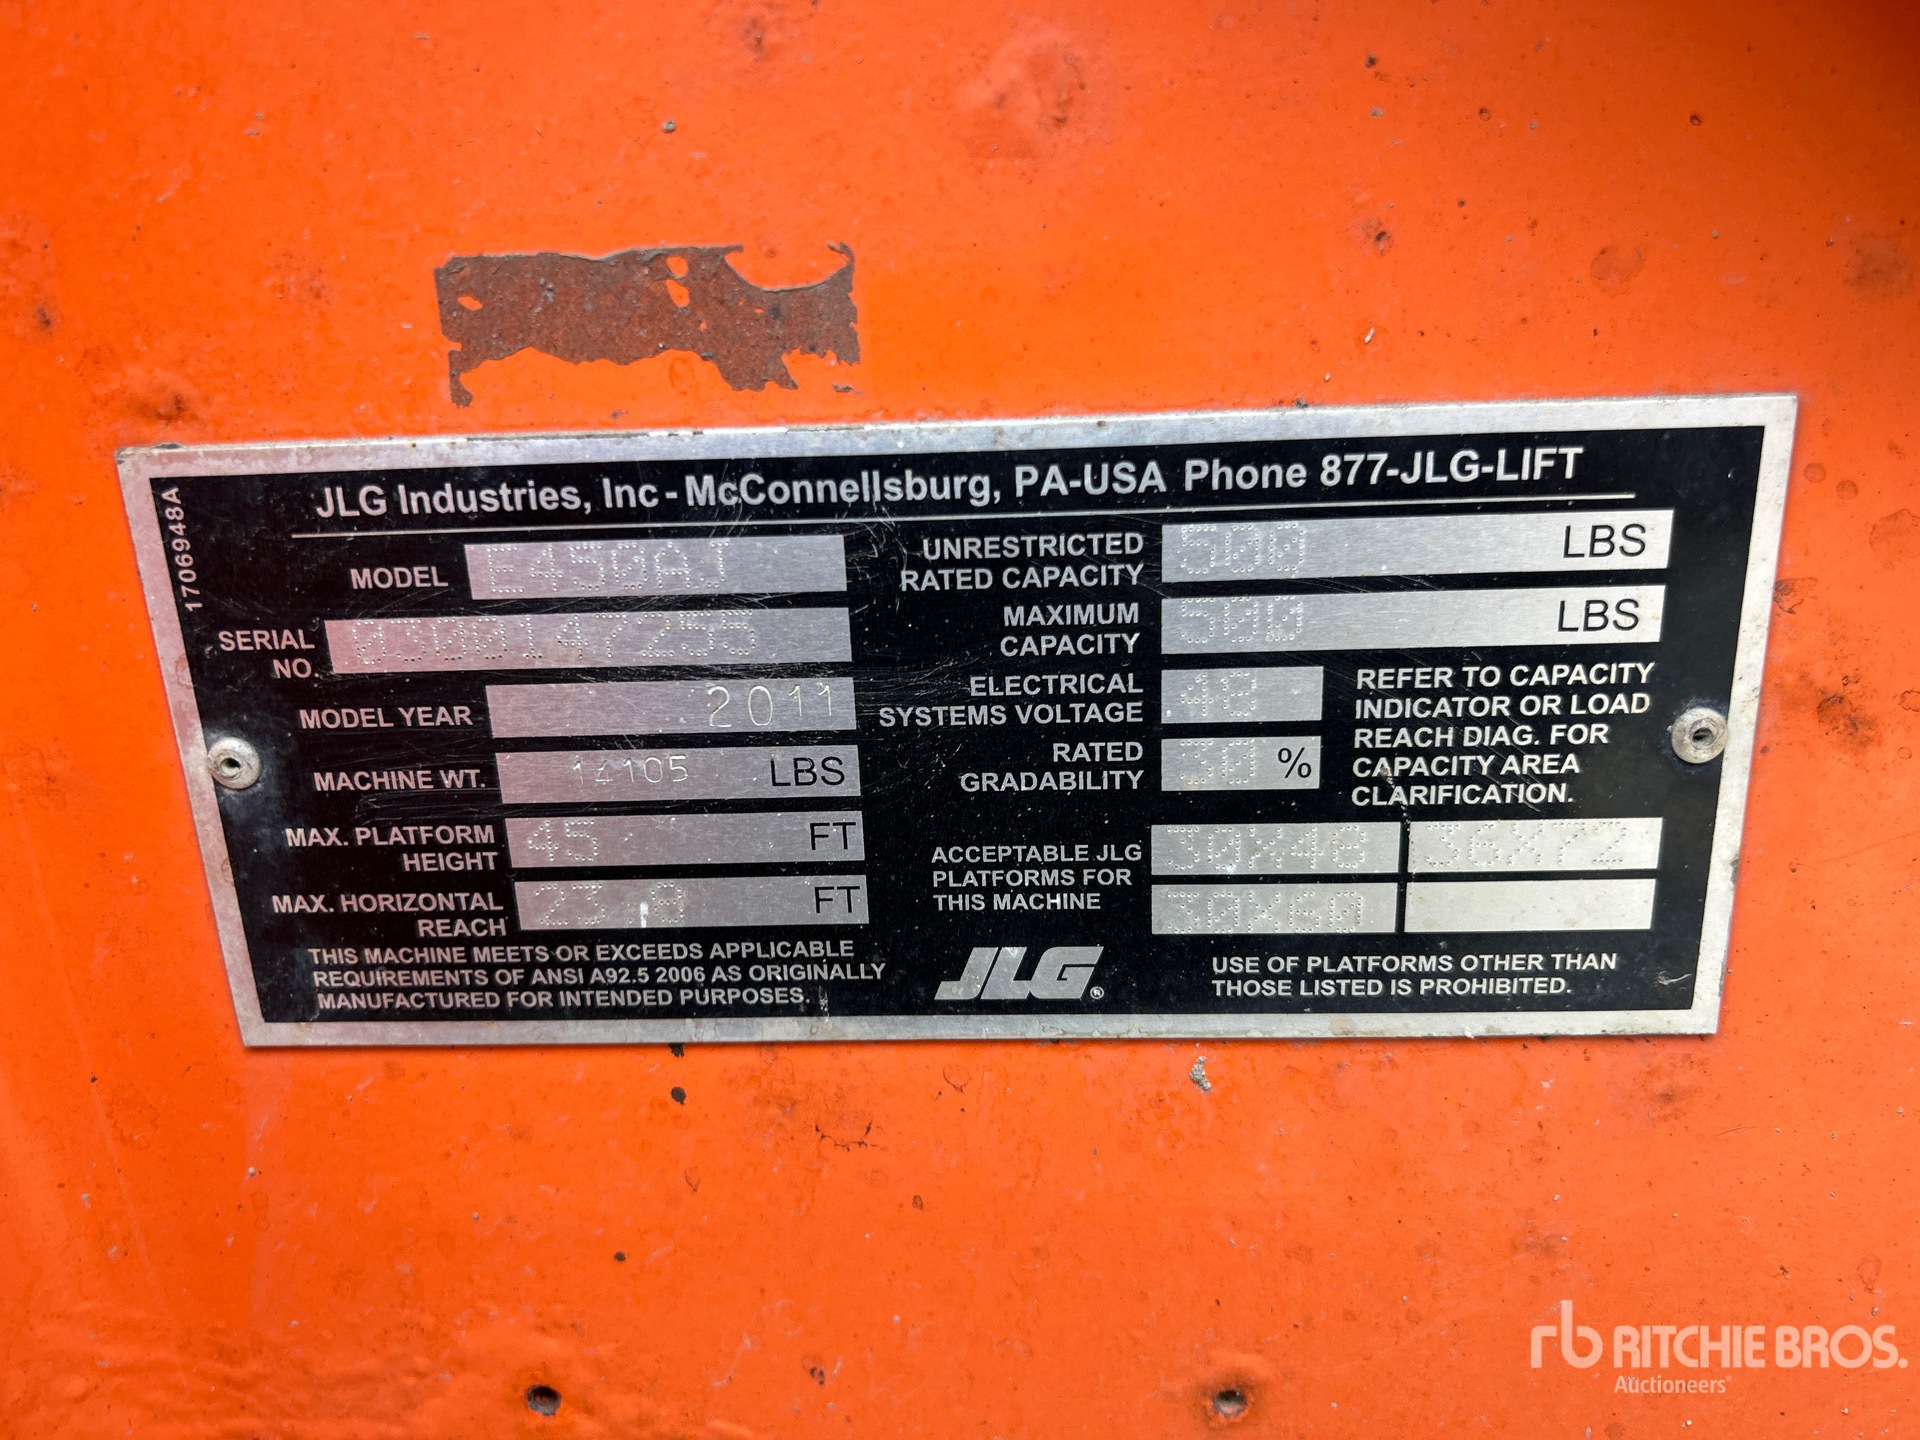 JLG Industries, Inc - McConnellsburg, PA-USA Phone 877-JLG-LIFT
1706948A
MODEL E450AJ
SERIAL NO. 0300147255
MODEL YEAR 2011
MACHINE WT. 14105 LBS
MAX. PLATFORM HEIGHT 45 FT
MAX. HORIZONTAL REACH 23 FT
THIS MACHINE MEETS OR EXCEEDS APPLICABLE
REQUIREMENTS OF ANSI A92.5 2006 AS ORIGINALLY
MANUFACTURED FOR INTENDED PURPOSES.
UNRESTRICTED RATED CAPACITY 500 LBS
MAXIMUM CAPACITY 500 LBS
ELECTRICAL SYSTEMS VOLTAGE 48
RATED GRADABILITY 30 %
REFER TO CAPACITY
INDICATOR OR LOAD
REACH DIAG. FOR
CAPACITY AREA
CLARIFICATION.
ACCEPTABLE JLG
PLATFORMS FOR
THIS MACHINE
30X48 36X72
30X60
JLG®
USE OF PLATFORMS OTHER THAN
THOSE LISTED IS PROHIBITED.
rb RITCHIE BROS.
Auctioneers